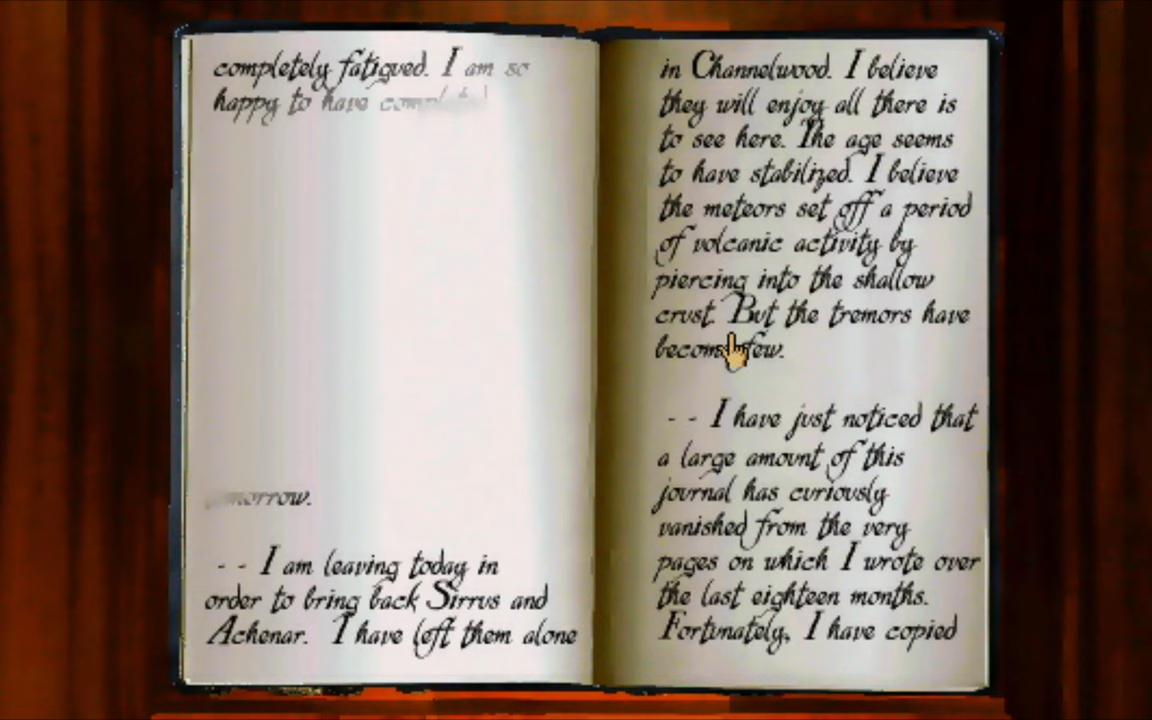 completely fatigued. I am so
happy to have completed
tomorrow.
- - I am leaving today in
order to bring back Sirrus and
Achenar. I have left them alone
in Channelwood. I believe
they will enjoy all there is
to see here. The age seems
to have stabilized. I believe
the meteors set off a period
of volcanic activity by
piercing into the shallow
crust. But the tremors have
become few.
- - I have just noticed that
a large amount of this
journal has curiously
vanished from the very
pages on which I wrote over
the last eighteen months.
Fortunately, I have copied